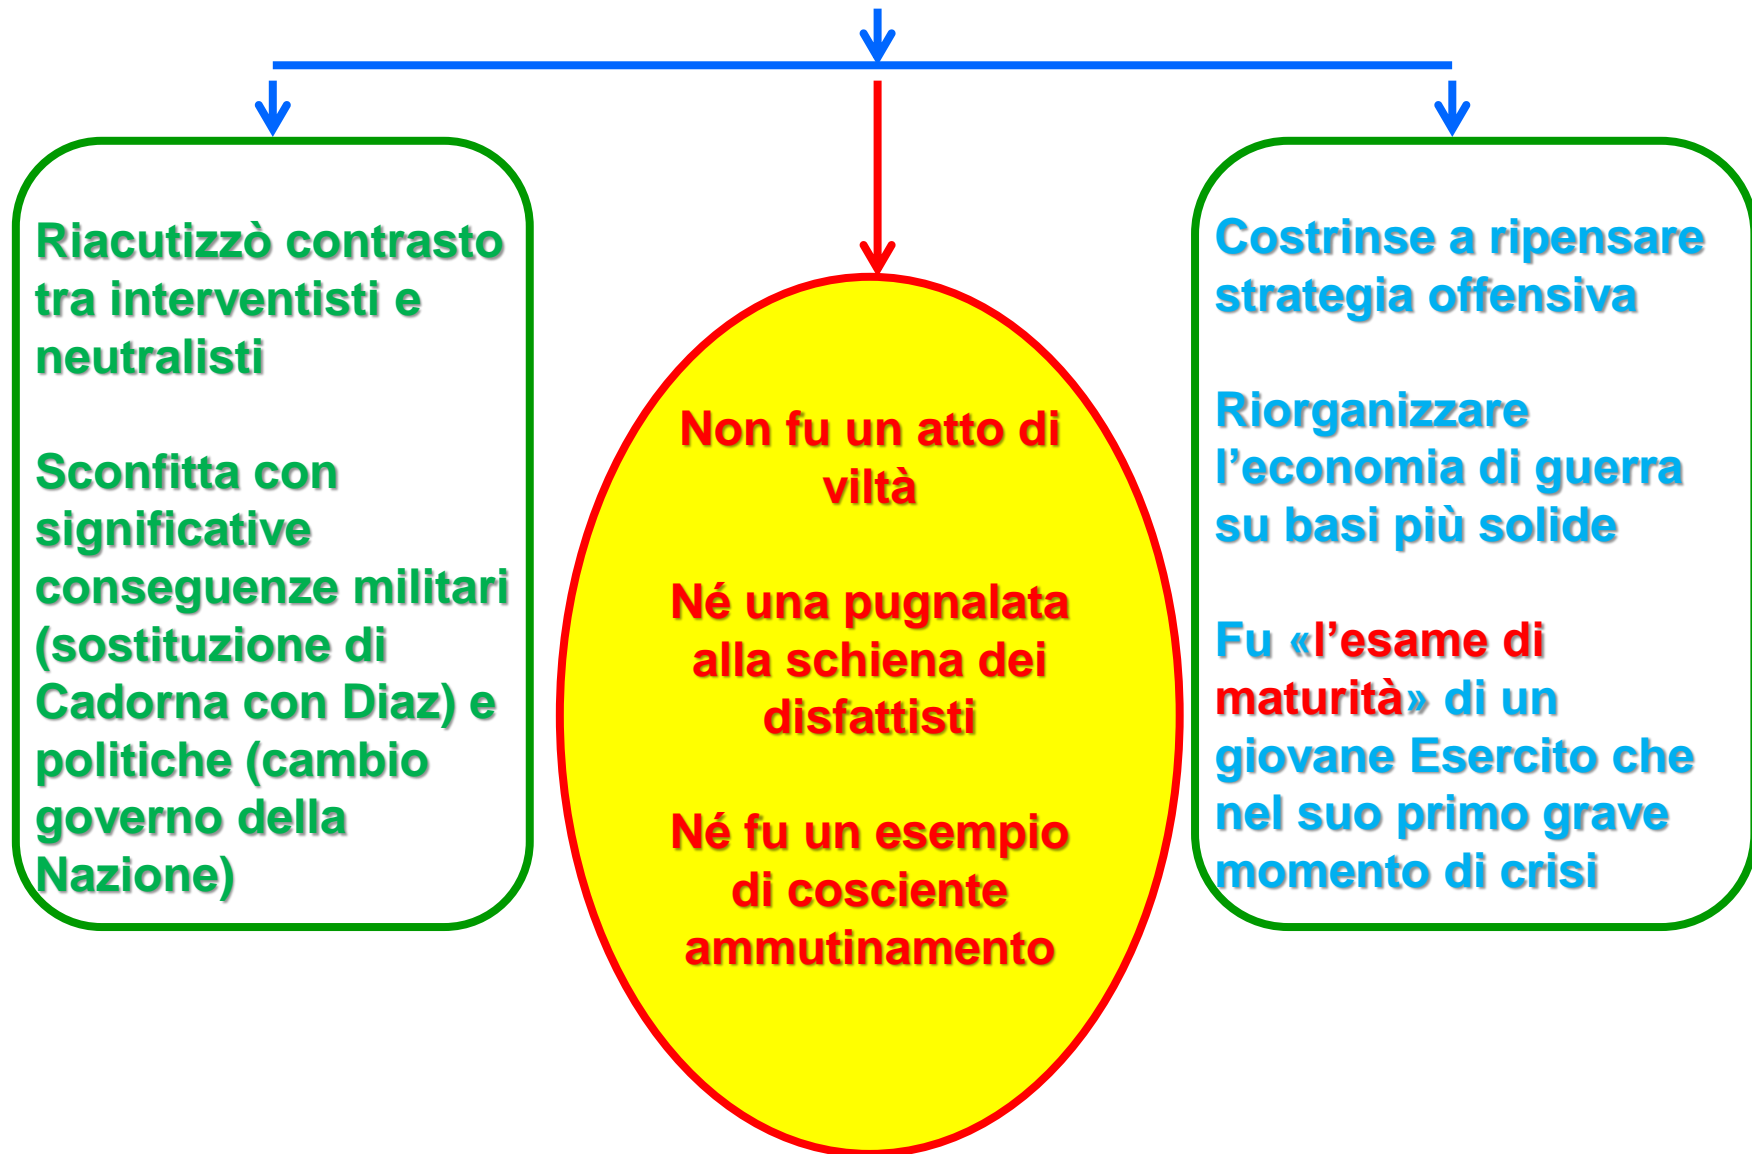 Riacutizzò contrasto
tra interventisti e
neutralisti
Sconfitta con
significative
conseguenze militari
(sostituzione di
Cadorna con Diaz) e
politiche (cambio
governo della
Nazione)
Non fu un atto di
viltà
Né una pugnalata
alla schiena dei
disfattisti
Né fu un esempio
di cosciente
ammutinamento
Costrinse a ripensare
strategia offensiva
Riorganizzare
l’economia di guerra
su basi più solide
Fu «l’esame di
maturità» di un
giovane Esercito che
nel suo primo grave
momento di crisi